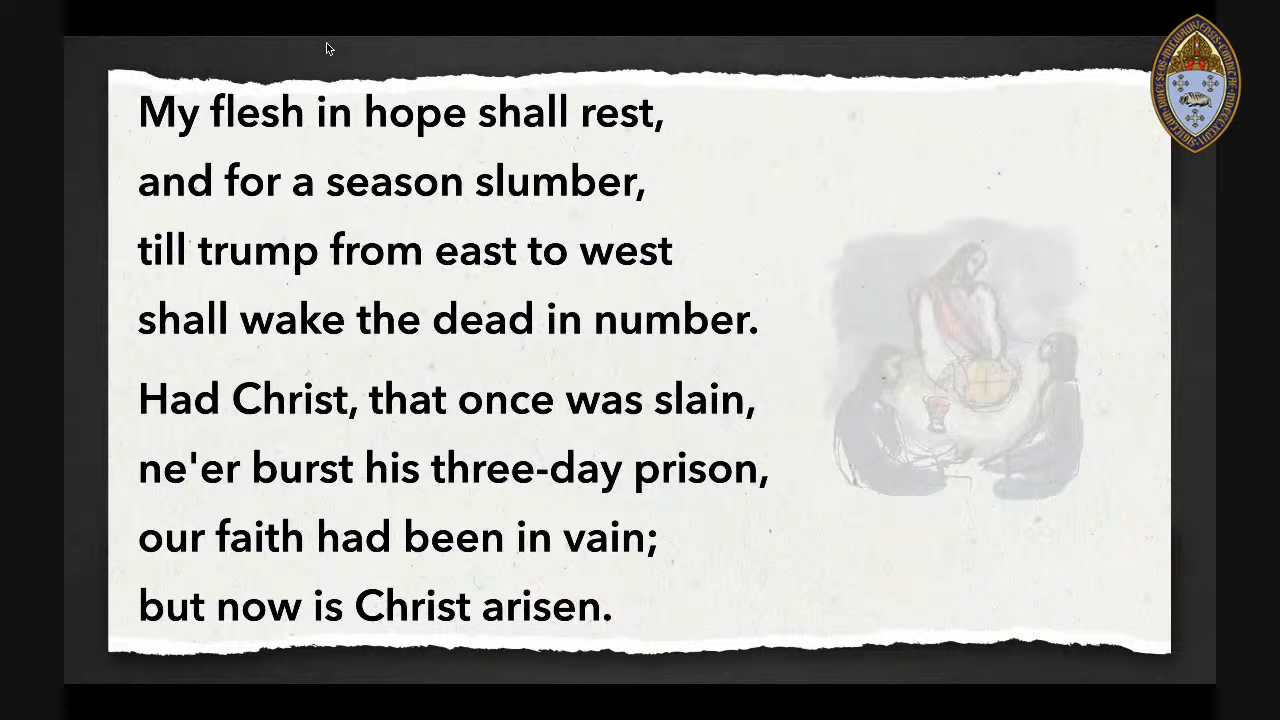 My flesh in hope shall rest,
and for a season slumber,
till trump from east to west
shall wake the dead in number.
Had Christ, that once was slain,
ne'er burst his three-day prison,
our faith had been in vain;
but now is Christ arisen.